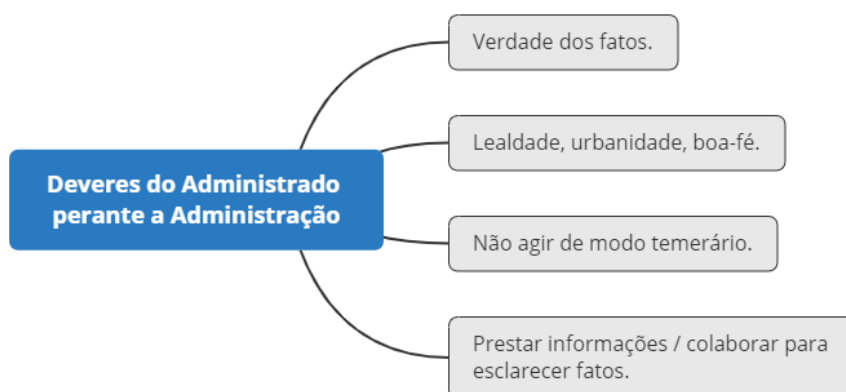 Verdade dos fatos.
Lealdade, urbanidade, boa-fé.
Deveres do Administrado
perante a Administração
Não agir de modo temerário.
Prestar informações / colaborar para
esclarecer fatos.